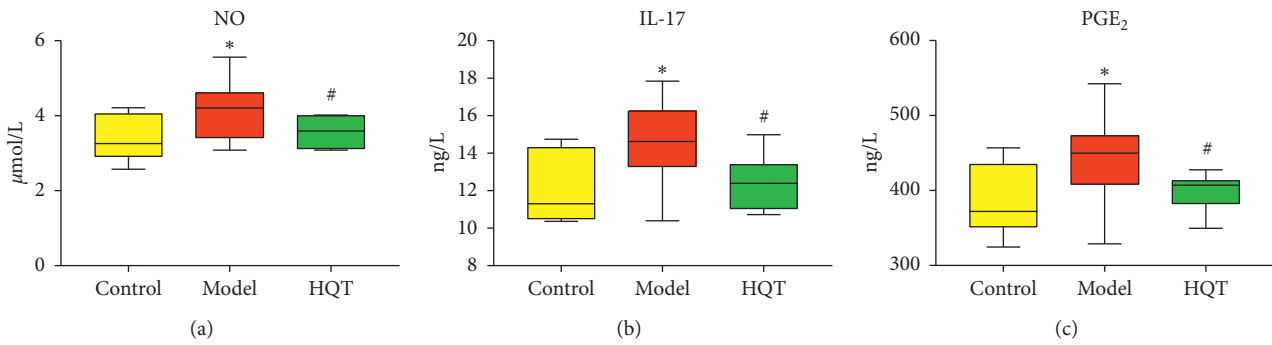 NO
6
4
2
0
µmol/L
*
#
Control Model HQT
(a)
IL-17
20
18
16
14
12
10
8
ng/L
*
#
Control Model HQT
(b)
PGE₂
600
500
400
300
ng/L
*
#
Control Model HQT
(c)